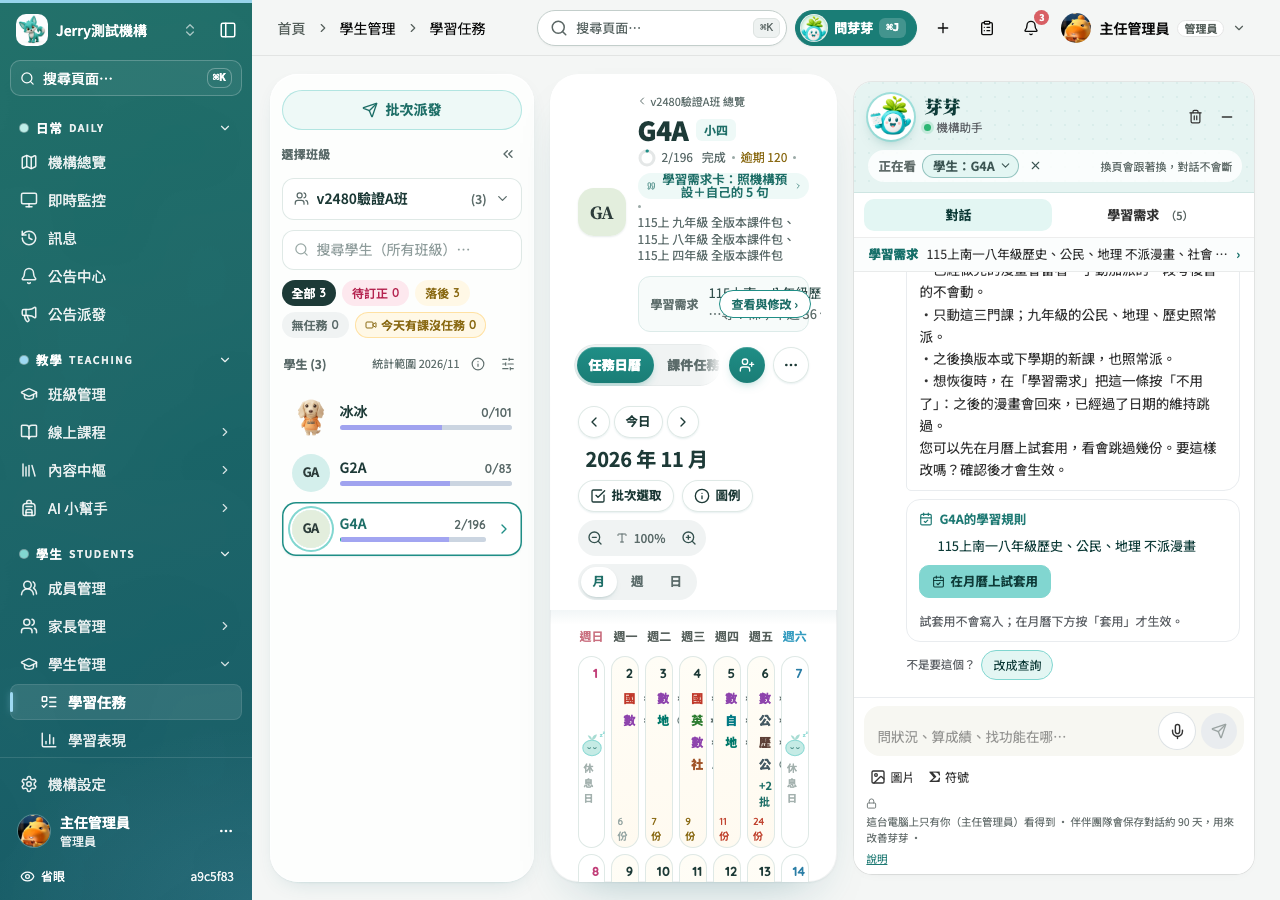 Jerry測試機構
搜尋頁面⋯ ⌘K
日常 DAILY
機構總覽
即時監控
訊息
公告中心
公告派發
教學 TEACHING
班級管理
線上課程
內容中樞
AI 小幫手
學生 STUDENTS
成員管理
家長管理
學生管理
學習任務
學習表現
機構設定
主任管理員
管理員
省眼 a9c5f83
首頁 學生管理 學習任務
搜尋頁面⋯ ⌘K
問芽芽 ⌘J
3
主任管理員 管理員
批次派發
選擇班級
v2480驗證A班 (3)
搜尋學生（所有班級）⋯
全部 3 待訂正 0 落後 3
無任務 0 今天有課沒任務 0
學生 (3) 統計範圍 2026/11
冰冰 0/101
GA G2A 0/83
GA G4A 2/196
v2480驗證A班 總覽
G4A 小四
2/196 完成 • 逾期 120 •
學習需求卡：照機構預設＋自己的 5 句
GA
115上 九年級 全版本課件包、
115上 八年級 全版本課件包、
115上 四年級 全版本課件包
學習需求
查看與修改 ›
任務日曆 課件任務
今日
2026 年 11 月
批次選取 圖例
100%
月 週 日
週日 週一 週二 週三 週四 週五 週六
1 2 3 4 5 6 7
國 數 國 數 數
數 地 英 自 公
數 地 歷
社 公
休息日 休息日
+2
批
6份 7份 9份 11份 24份
8 9 10 11 12 13 14
芽芽
機構助手
正在看 學生：G4A 換頁會跟著換，對話不會斷
對話 學習需求 (5)
學習需求 115上南一八年級歷史、公民、地理 不派漫畫、社會 ⋯ ›
的不會動。
・只動這三門課；九年級的公民、地理、歷史照常
派。
・之後換版本或下學期的新課，也照常派。
・想恢復時，在「學習需求」把這一條按「不用
了」：之後的漫畫會回來，已經過了日期的維持跳
過。
您可以先在月曆上試套用，看會跳過幾份。要這樣
改嗎？確認後才會生效。
G4A的學習規則
115上南一八年級歷史、公民、地理 不派漫畫
在月曆上試套用
試套用不會寫入；在月曆下方按「套用」才生效。
不是要這個？ 改成查詢
問狀況、算成績、找功能在哪⋯
圖片 Σ 符號
這台電腦上只有你（主任管理員）看得到 ・ 伴伴團隊會保存對話約 90 天，用來
改善芽芽 ・
說明